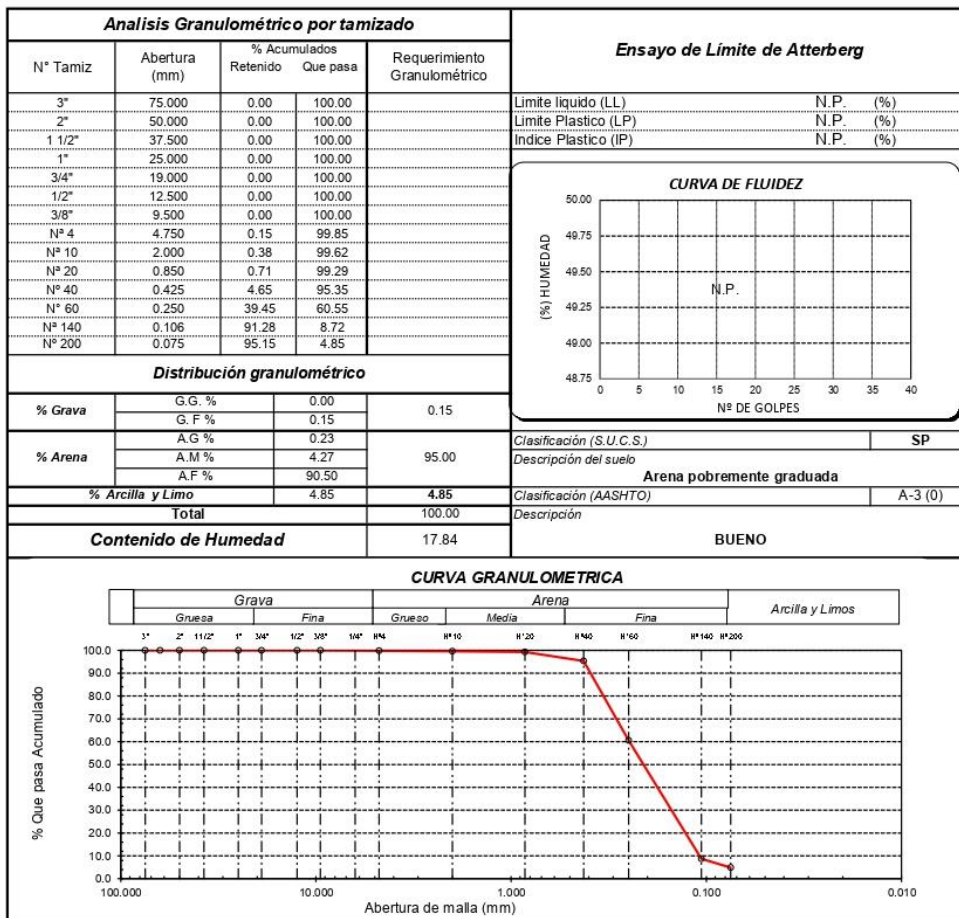 Analisis Granulométrico por tamizado
N° Tamiz Abertura (mm) % Acumulados Retenido Que pasa Requerimiento Granulométrico
3" 75.000 0.00 100.00
2" 50.000 0.00 100.00
1 1/2" 37.500 0.00 100.00
1" 25.000 0.00 100.00
3/4" 19.000 0.00 100.00
1/2" 12.500 0.00 100.00
3/8" 9.500 0.00 100.00
Nª 4 4.750 0.15 99.85
Nª 10 2.000 0.38 99.62
Nª 20 0.850 0.71 99.29
Nº 40 0.425 4.65 95.35
N° 60 0.250 39.45 60.55
Nª 140 0.106 91.28 8.72
Nº 200 0.075 95.15 4.85
Distribución granulométrico
% Grava G.G. % 0.00 0.15
G. F % 0.15
% Arena A.G % 0.23 95.00
A.M % 4.27
A.F % 90.50
% Arcilla y Limo 4.85 4.85
Total 100.00
Contenido de Humedad 17.84
Ensayo de Límite de Atterberg
Limite liquido (LL) N.P. (%)
Limite Plastico (LP) N.P. (%)
Indice Plastico (IP) N.P. (%)
CURVA DE FLUIDEZ
(%) HUMEDAD
50.00
49.75
49.50
49.25
49.00
48.75
N.P.
0 5 10 15 20 25 30 35 40
Nº DE GOLPES
Clasificación (S.U.C.S.) SP
Descripción del suelo
Arena pobremente graduada
Clasificación (AASHTO) A-3 (0)
Descripción
BUENO
CURVA GRANULOMETRICA
Grava Arena Arcilla y Limos
Gruesa Fina Grueso Media Fina
3" 2" 11/2" 1" 3/4" 1/2" 3/8" 1/4" Nª4 Nª10 N°20 N°40 N°60 Nª140 Nº200
% Que pasa Acumulado
100.0
90.0
80.0
70.0
60.0
50.0
40.0
30.0
20.0
10.0
0.0
100.000 10.000 1.000 0.100 0.010
Abertura de malla (mm)